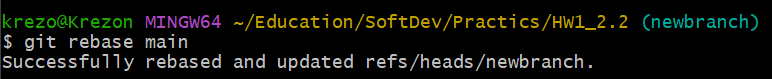 krezo@Krezon MINGW64 ~/Education/SoftDev/Practics/HW1_2.2 (newbranch)
$ git rebase main
Successfully rebased and updated refs/heads/newbranch.